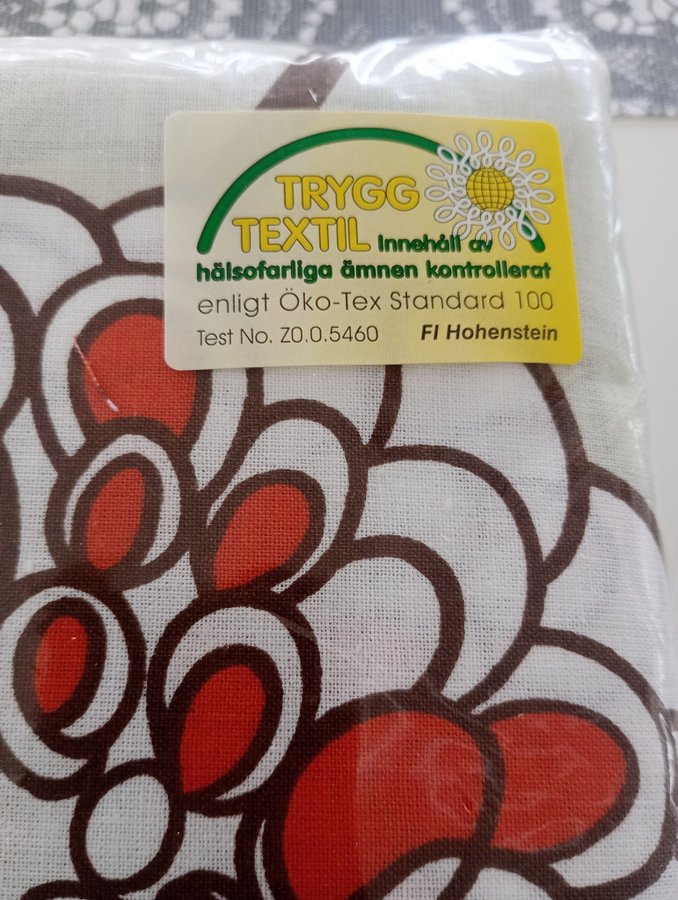 TRYGG
TEXTIL Innehåll av
hälsofarliga ämnen kontrollerat
enligt Öko-Tex Standard 100
Test No. Z0.0.5460 FI Hohenstein